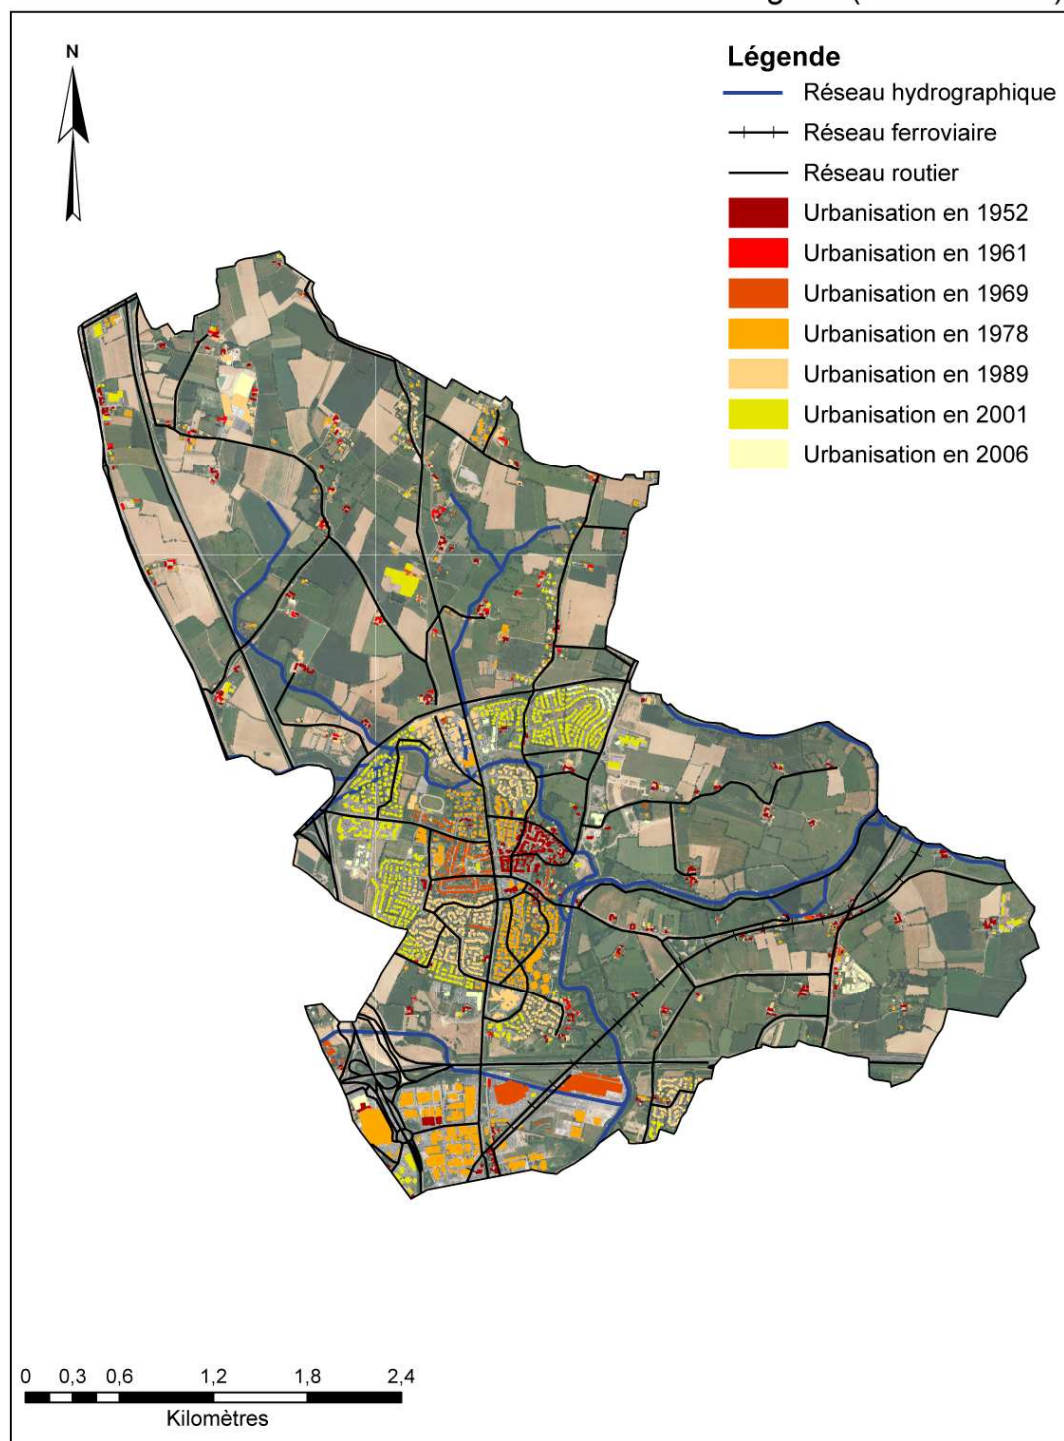 N
Légende
Réseau hydrographique
Réseau ferroviaire
Réseau routier
Urbanisation en 1952
Urbanisation en 1961
Urbanisation en 1969
Urbanisation en 1978
Urbanisation en 1989
Urbanisation en 2001
Urbanisation en 2006
0 0,3 0,6 1,2 1,8 2,4
Kilomètres